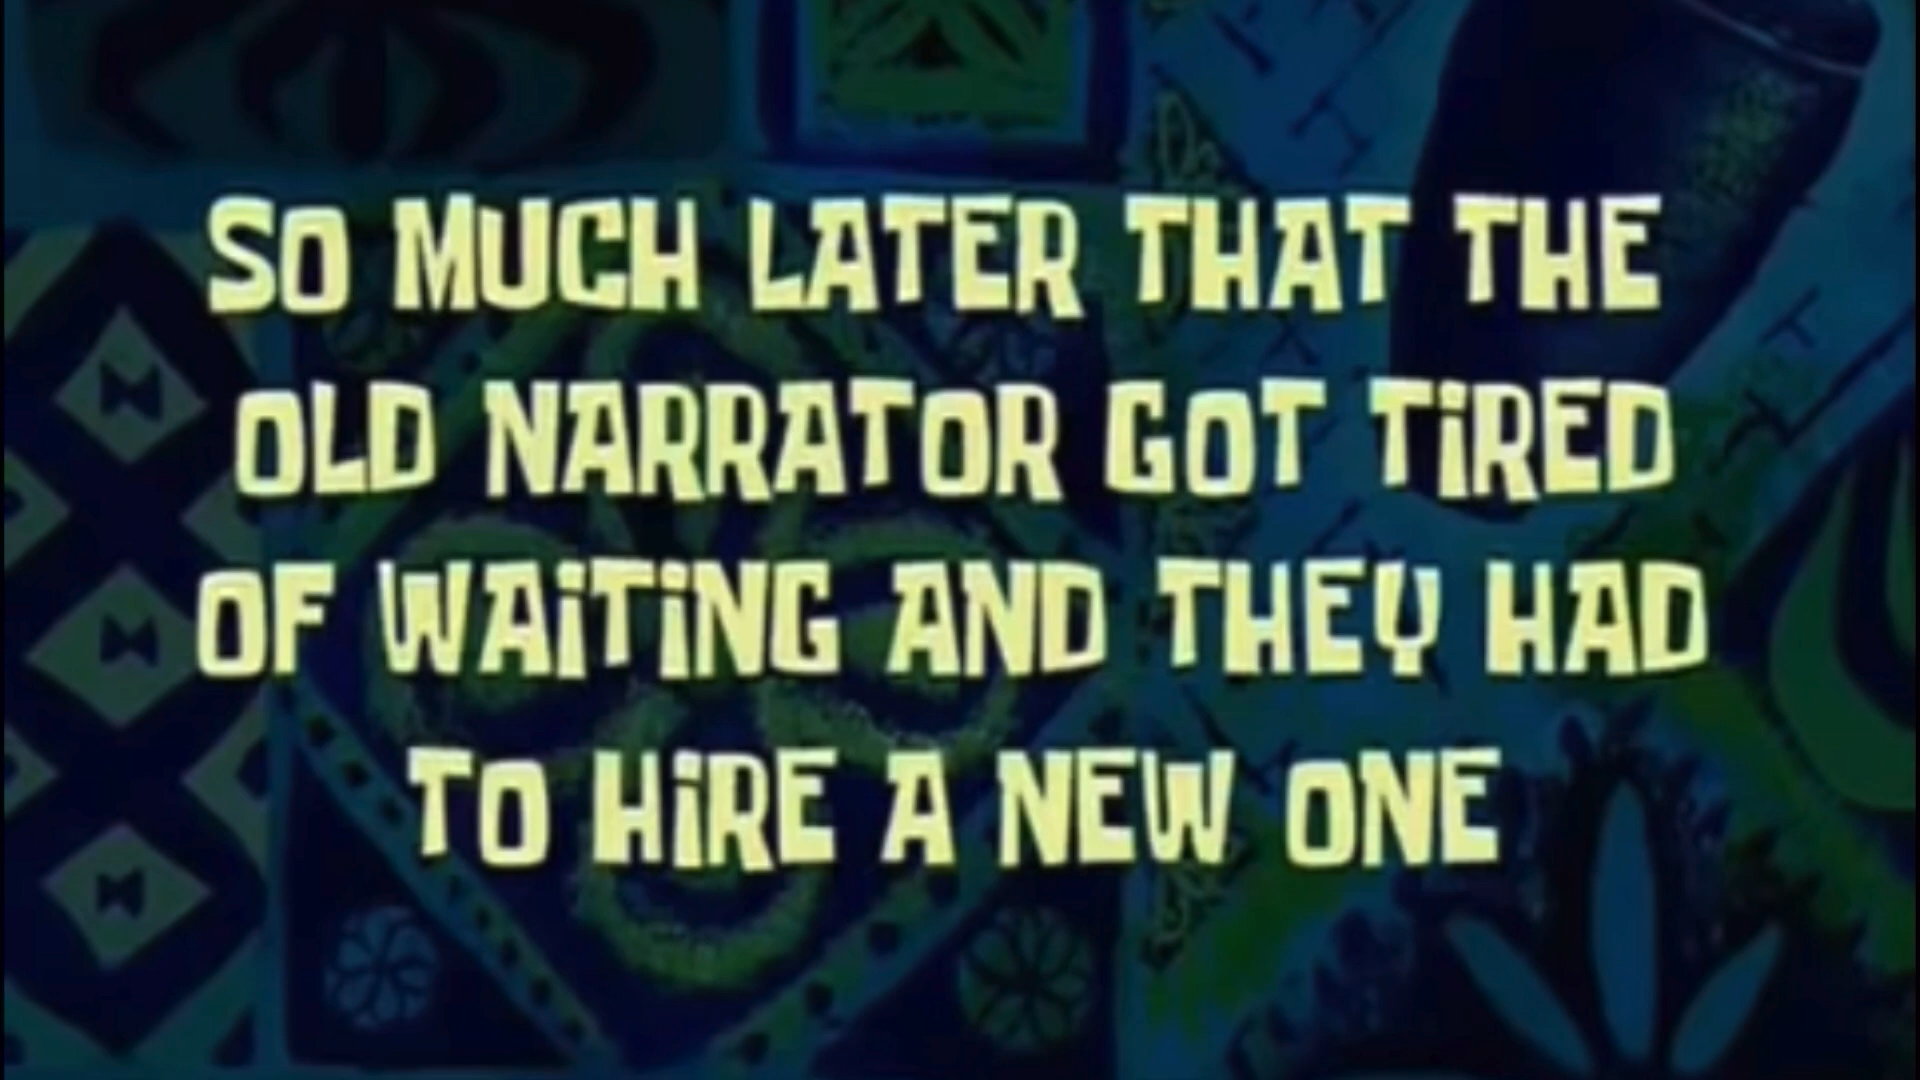 SO MUCH LATER THAT THE
OLD NARRATOR GOT TiRED
OF WAiTiNG AND THEY HAD
TO HiRE A NEW ONE